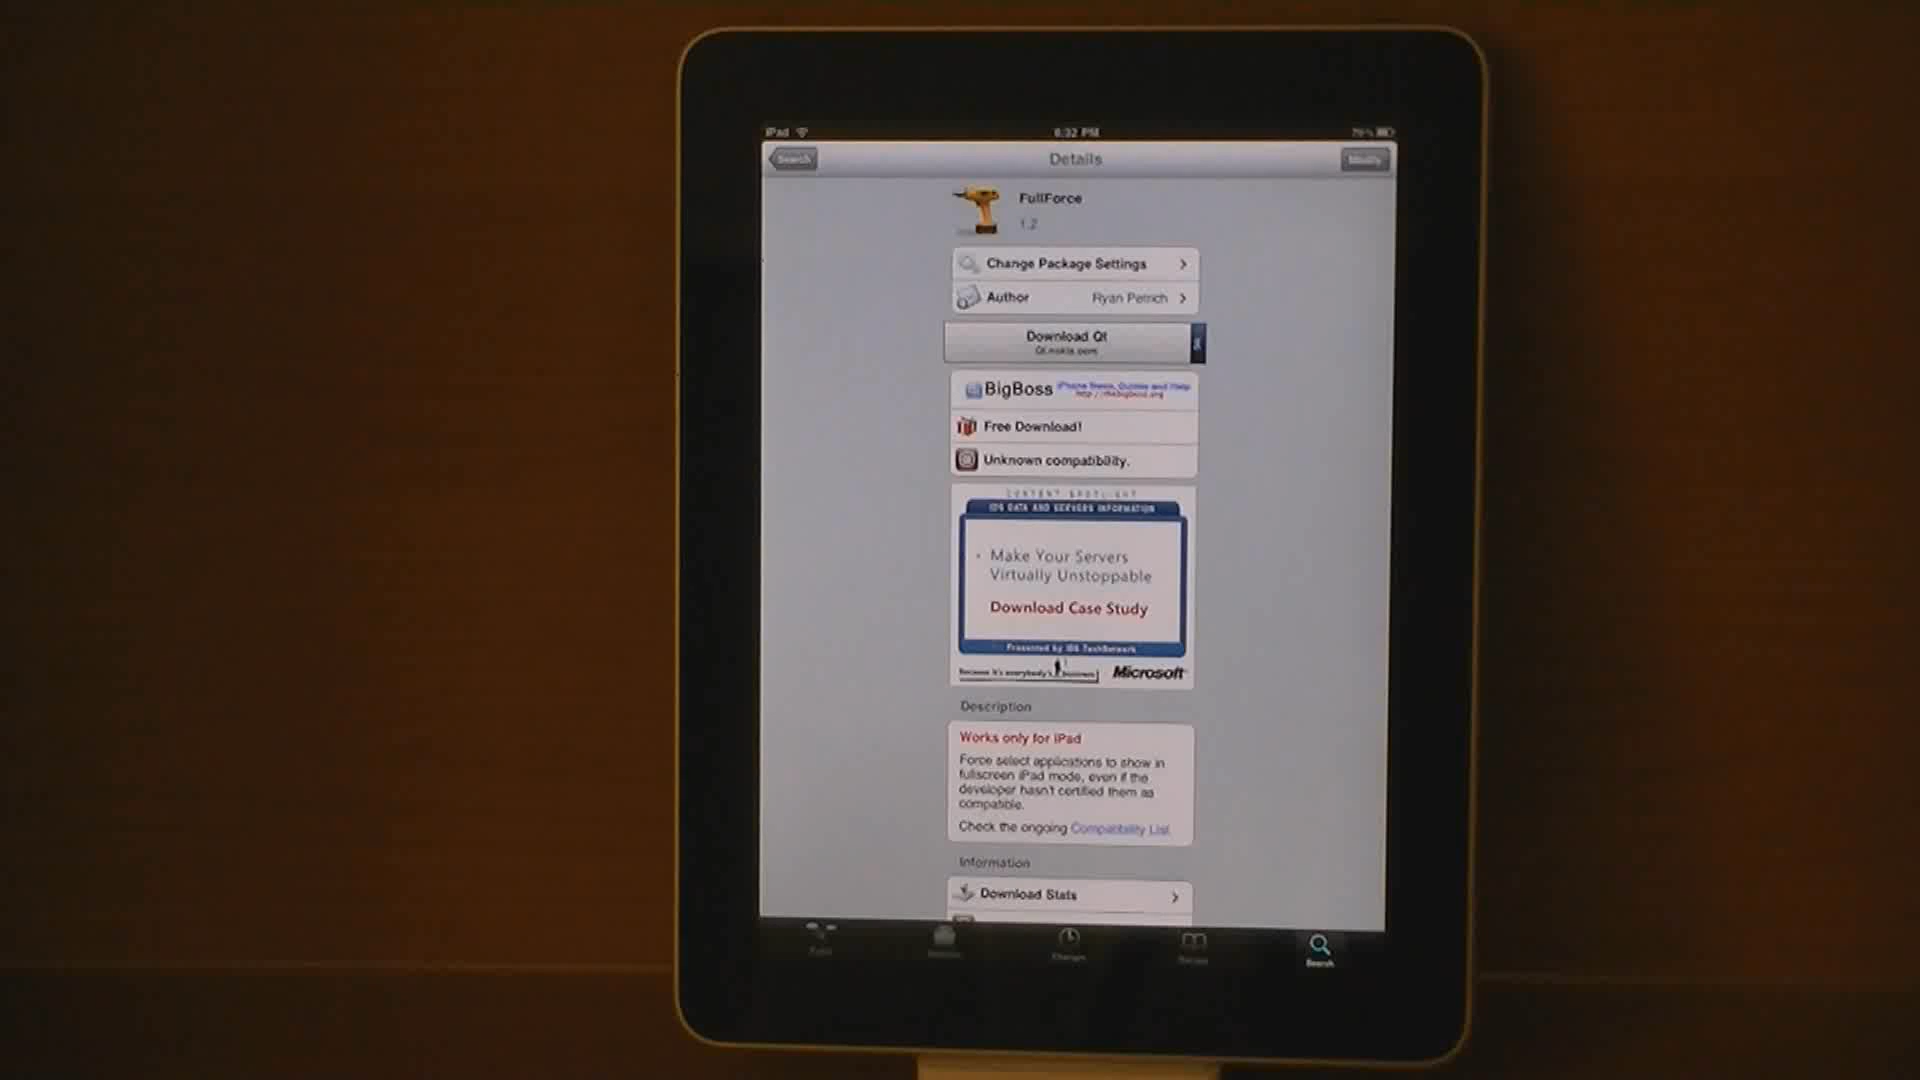 iPad 6:32 PM 79%
Search Details Modify
FullForce
1.2
Change Package Settings
Author Ryan Petrich
Download Qt
Qt.nokia.com
BigBoss iPhone News, Guides and Help
http://thebigboss.org
Free Download!
Unknown compatibility.
CONTENT SPOTLIGHT
IDG DATA AND SERVERS INFORMATION
Make Your Servers
Virtually Unstoppable
Download Case Study
Presented by IDG TechNetwork
Because it's everybody's business
Microsoft
Description
Works only for iPad
Force select applications to show in
fullscreen iPad mode, even if the
developer hasn't certified them as
compatible.
Check the ongoing Compatibility List.
Information
Download Stats
Changes
Search